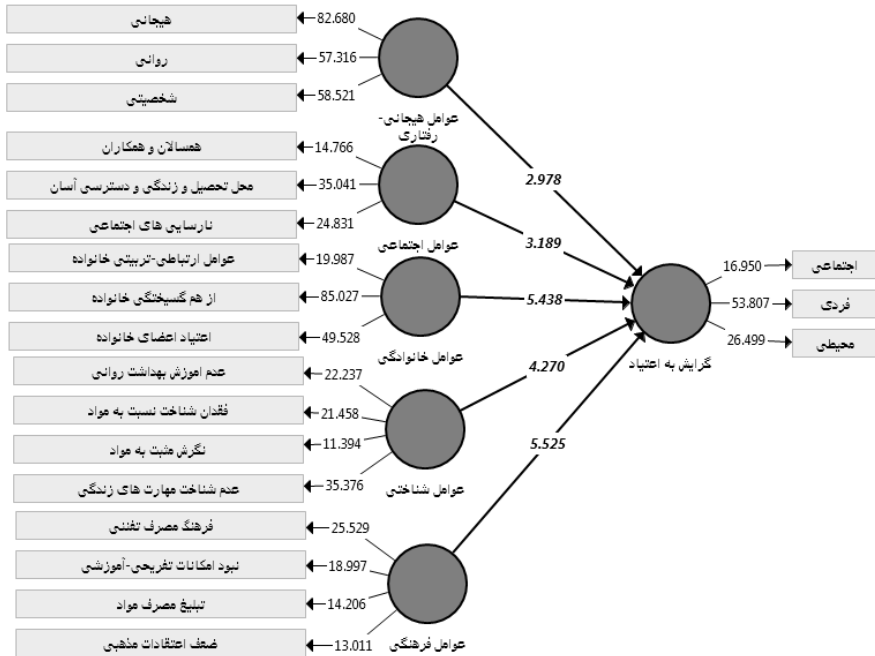 هیجانی
82.680
روانی
57.316
شخصیتی
58.521
عوامل هیجانی-
رفتاری
2.978
همسالان و همکاران
14.766
محل تحصیل و زندگی و دسترسی آسان
35.041
نارسایی های اجتماعی
24.831
عوامل اجتماعی
3.189
عوامل ارتباطی-تربیتی خانواده
19.987
از هم گسیختگی خانواده
85.027
اعتیاد اعضای خانواده
49.528
عوامل خانوادگی
5.438
عدم اموزش بهداشت روانی
22.237
فقدان شناخت نسبت به مواد
21.458
نگرش مثبت به مواد
11.394
عدم شناخت مهارت های زندگی
35.376
عوامل شناختی
4.270
فرهنگ مصرف تفننی
25.529
نبود امکانات تفریحی-آموزشی
18.997
تبلیغ مصرف مواد
14.206
ضعف اعتقادات مذهبی
13.011
عوامل فرهنگی
5.525
گرایش به اعتیاد
16.950
اجتماعی
53.807
فردی
26.499
محیطی